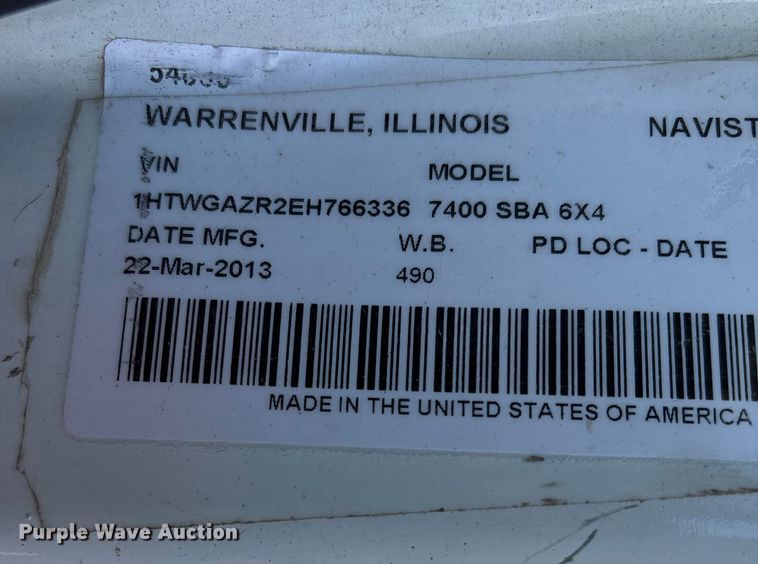 WARRENVILLE, ILLINOIS NAVIST
VIN MODEL
1HTWGAZR2EH766336 7400 SBA 6X4
DATE MFG. W.B. PD LOC - DATE
22-Mar-2013 490
MADE IN THE UNITED STATES OF AMERICA
Purple Wave Auction